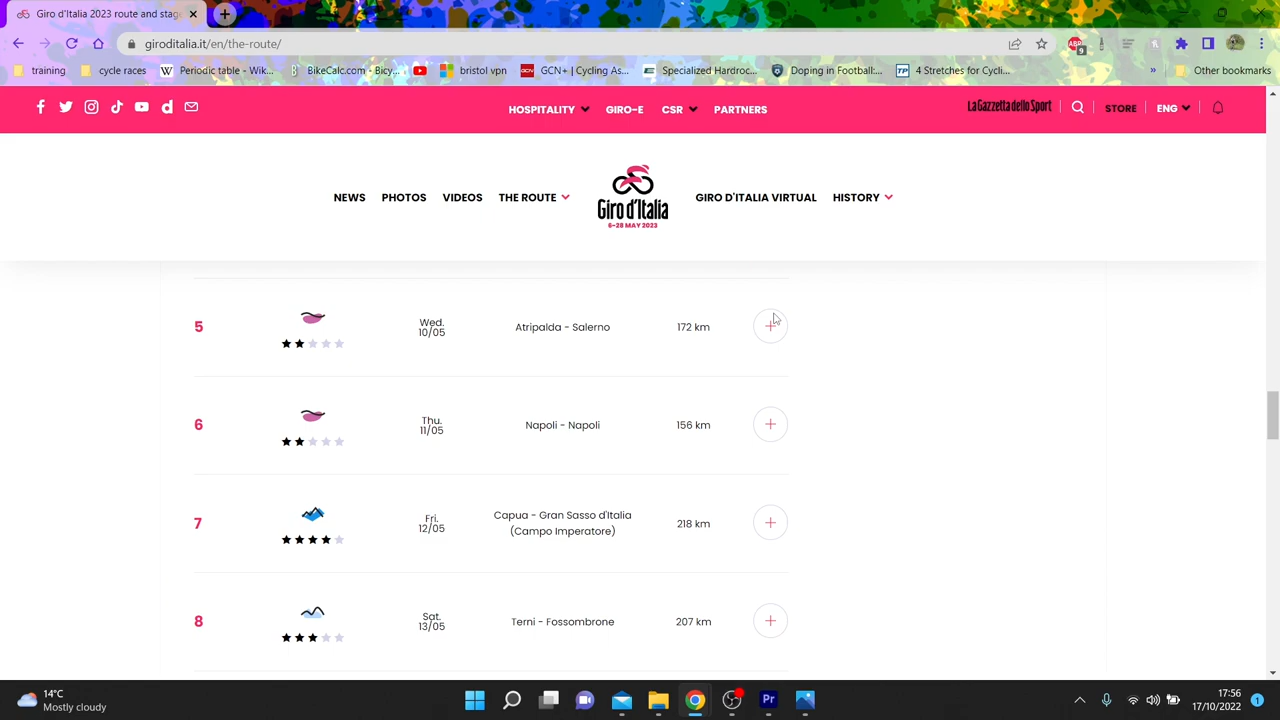 Giro d'Italia 2023 route and stag
giroditalia.it/en/the-route/
9
training
cycle races
Periodic table - Wik...
BikeCalc.com - Bicy...
bristol vpn
GCN+ | Cycling As...
Specialized Hardroc...
Doping in Football:...
4 Stretches for Cycli...
»
Other bookmarks
HOSPITALITY
GIRO-E
CSR
PARTNERS
La Gazzetta dello Sport
STORE
ENG
NEWS
PHOTOS
VIDEOS
THE ROUTE
Giro d'Italia
6-28 MAY 2023
GIRO D'ITALIA VIRTUAL
HISTORY
5
Wed.
10/05
Atripalda - Salerno
172 km
6
Thu.
11/05
Napoli - Napoli
156 km
7
Fri.
12/05
Capua - Gran Sasso d'Italia
(Campo Imperatore)
218 km
8
Sat.
13/05
Terni - Fossombrone
207 km
14°C
Mostly cloudy
Pr
17:56
17/10/2022
1